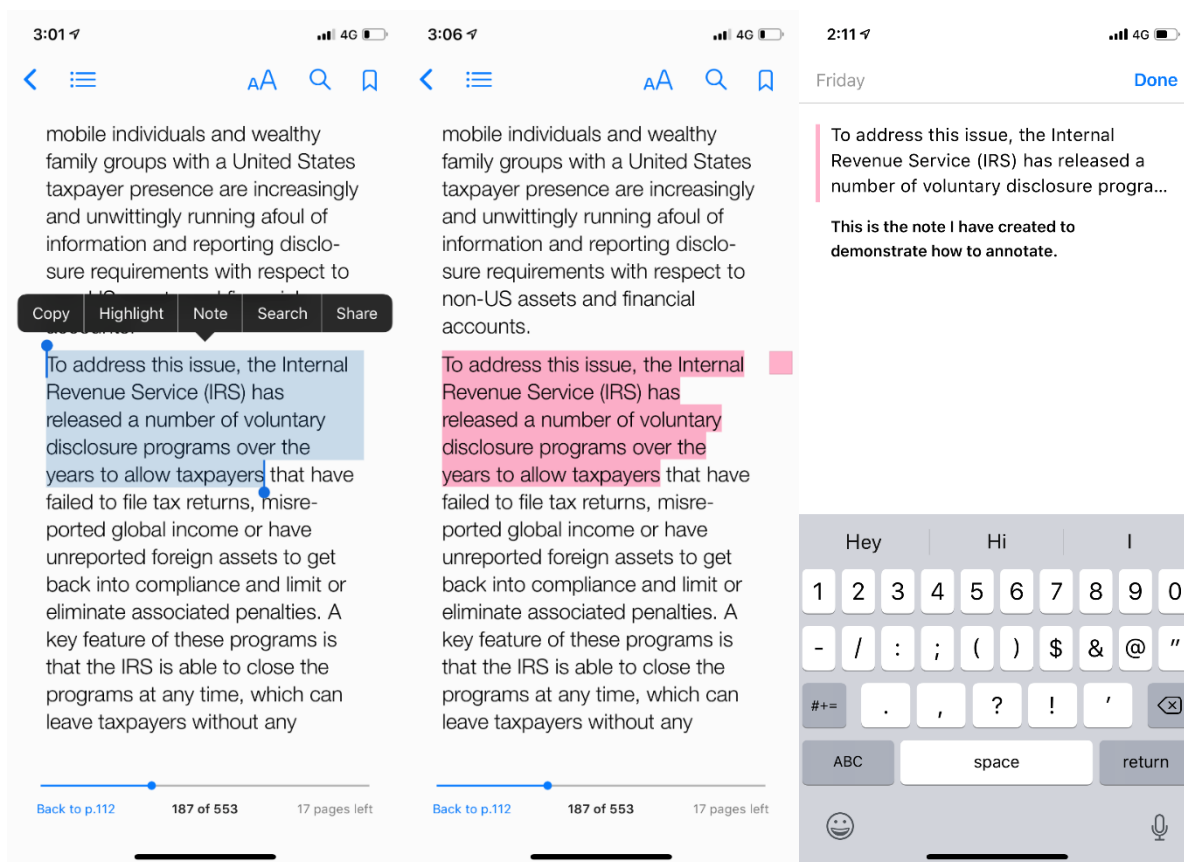 3:01
4G
AA
mobile individuals and wealthy
family groups with a United States
taxpayer presence are increasingly
and unwittingly running afoul of
information and reporting disclo-
sure requirements with respect to
Copy Highlight Note Search Share
To address this issue, the Internal
Revenue Service (IRS) has
released a number of voluntary
disclosure programs over the
years to allow taxpayers that have
failed to file tax returns, misre-
ported global income or have
unreported foreign assets to get
back into compliance and limit or
eliminate associated penalties. A
key feature of these programs is
that the IRS is able to close the
programs at any time, which can
leave taxpayers without any
Back to p.112 187 of 553 17 pages left
3:06
4G
AA
mobile individuals and wealthy
family groups with a United States
taxpayer presence are increasingly
and unwittingly running afoul of
information and reporting disclo-
sure requirements with respect to
non-US assets and financial
accounts.
To address this issue, the Internal
Revenue Service (IRS) has
released a number of voluntary
disclosure programs over the
years to allow taxpayers that have
failed to file tax returns, misre-
ported global income or have
unreported foreign assets to get
back into compliance and limit or
eliminate associated penalties. A
key feature of these programs is
that the IRS is able to close the
programs at any time, which can
leave taxpayers without any
Back to p.112 187 of 553 17 pages left
2:11
4G
Friday Done
To address this issue, the Internal
Revenue Service (IRS) has released a
number of voluntary disclosure progra...
This is the note I have created to
demonstrate how to annotate.
Hey Hi I
1 2 3 4 5 6 7 8 9 0
- / : ; ( ) $ & @ "
#+= . , ? ! '
ABC space return